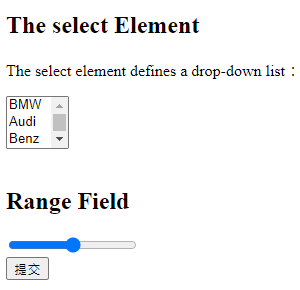 The select Element
The select element defines a drop-down list：
BMW
Audi
Benz
Range Field
提交